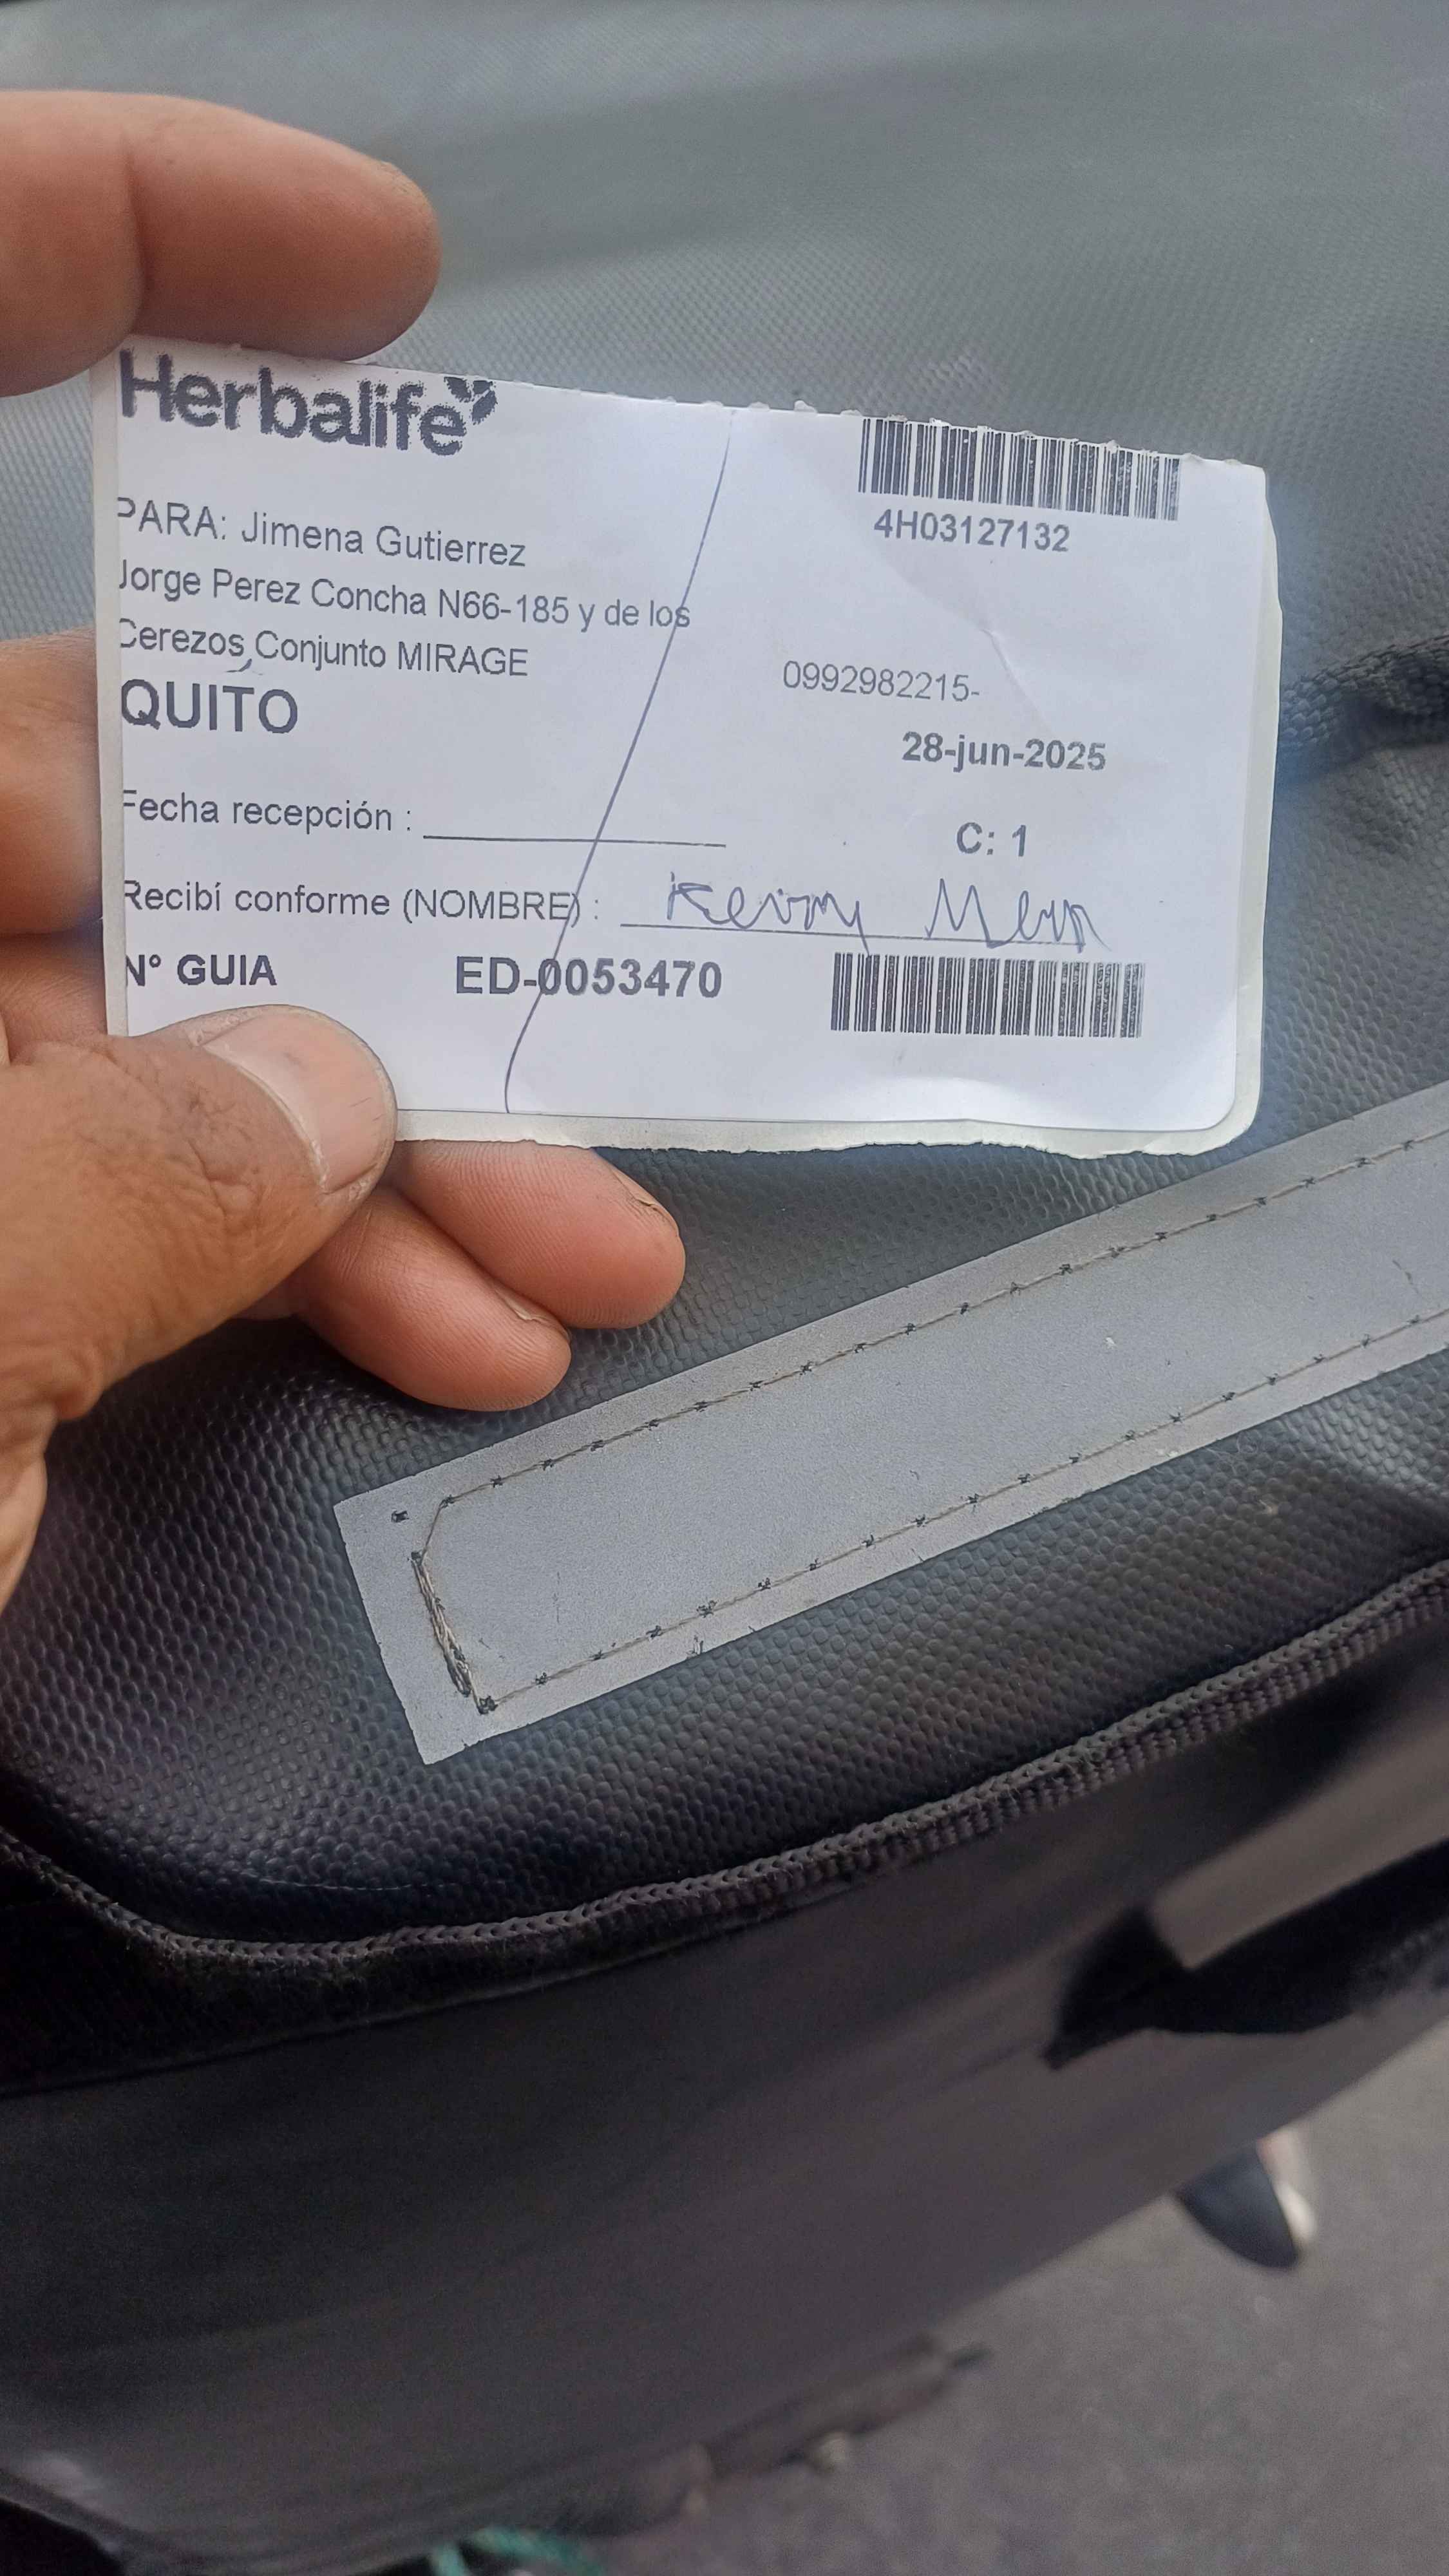 Herbalife
4H03127132
PARA: Jimena Gutierrez
Jorge Perez Concha N66-185 y de los
Cerezos Conjunto MIRAGE
QUITO
0992982215-
28-jun-2025
Fecha recepción :
C: 1
Recibí conforme (NOMBRE) :
N° GUIA ED-0053470